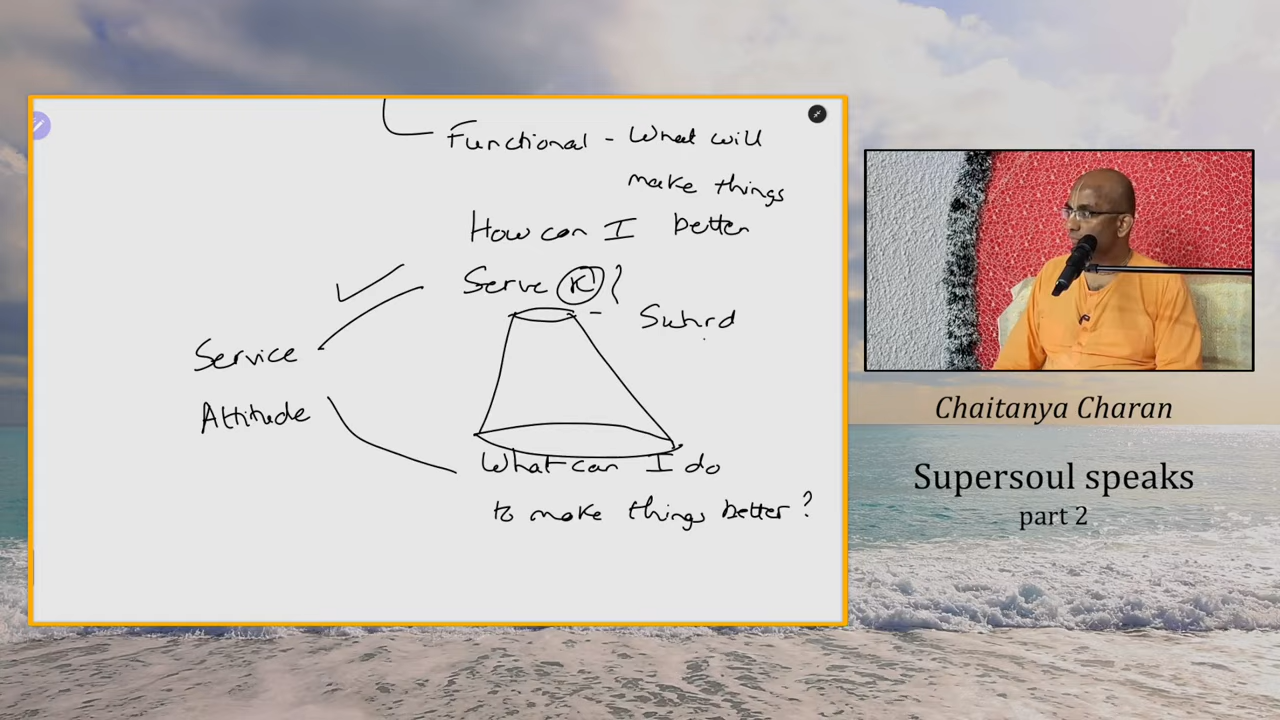 Functional - What will
make things
better
How can I
Serve K?
Suhrd
Service
Attitude
What can I do
to make things better?
Chaitanya Charan
Supersoul speaks
part 2